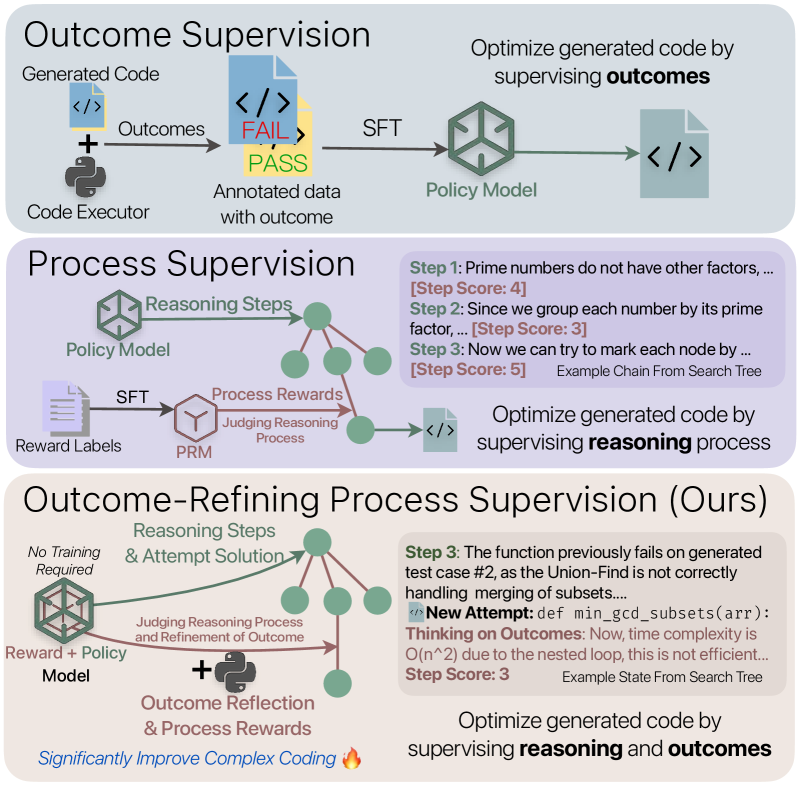 Outcome Supervision
Generated Code
</>
+
Code Executor
Outcomes
</>
FAIL
PASS
Annotated data
with outcome
SFT
Policy Model
Optimize generated code by
supervising outcomes
</>
Process Supervision
Policy Model
Reasoning Steps
Reward Labels
SFT
PRM
Process Rewards
Judging Reasoning
Process
</>
Step 1: Prime numbers do not have other factors, ...
[Step Score: 4]
Step 2: Since we group each number by its prime
factor, ... [Step Score: 3]
Step 3: Now we can try to mark each node by ...
[Step Score: 5]
Example Chain From Search Tree
Optimize generated code by
supervising reasoning process
Outcome-Refining Process Supervision (Ours)
No Training
Required
Reward + Policy
Model
Reasoning Steps
& Attempt Solution
Judging Reasoning Process
and Refinement of Outcome
+
Outcome Reflection
& Process Rewards
Significantly Improve Complex Coding 🔥
Step 3: The function previously fails on generated
test case #2, as the Union-Find is not correctly
handling merging of subsets....
</> New Attempt: def min_gcd_subsets(arr):
Thinking on Outcomes: Now, time complexity is
O(n^2) due to the nested loop, this is not efficient...
Step Score: 3
Example State From Search Tree
Optimize generated code by
supervising reasoning and outcomes